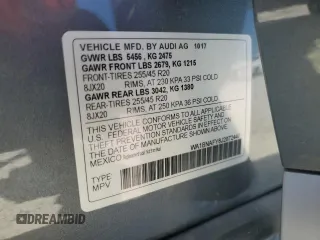 VEHICLE MFD. BY AUDI AG 10 17
GVWR LBS 5456 , KG 2475
GAWR FRONT LBS 2679, KG 1215
FRONT-TIRES 255/45 R20
8JX20 RIMS, AT 230 KPA 33 PSI COLD
GAWR REAR LBS 3042, KG 1380
REAR-TIRES 255/45 R20
8JX20 RIMS, AT 250 KPA 36 PSI COLD
THIS VEHICLE CONFORMS TO ALL APPLICABLE
U.S. FEDERAL MOTOR VEHICLE SAFETY AND
THEFT PREVENTION STANDARDS IN EFFECT ON THE
DATE OF MANUFACTURE SHOWN ABOVE.
MEXICO
TYPE
MPV
DREAMBID